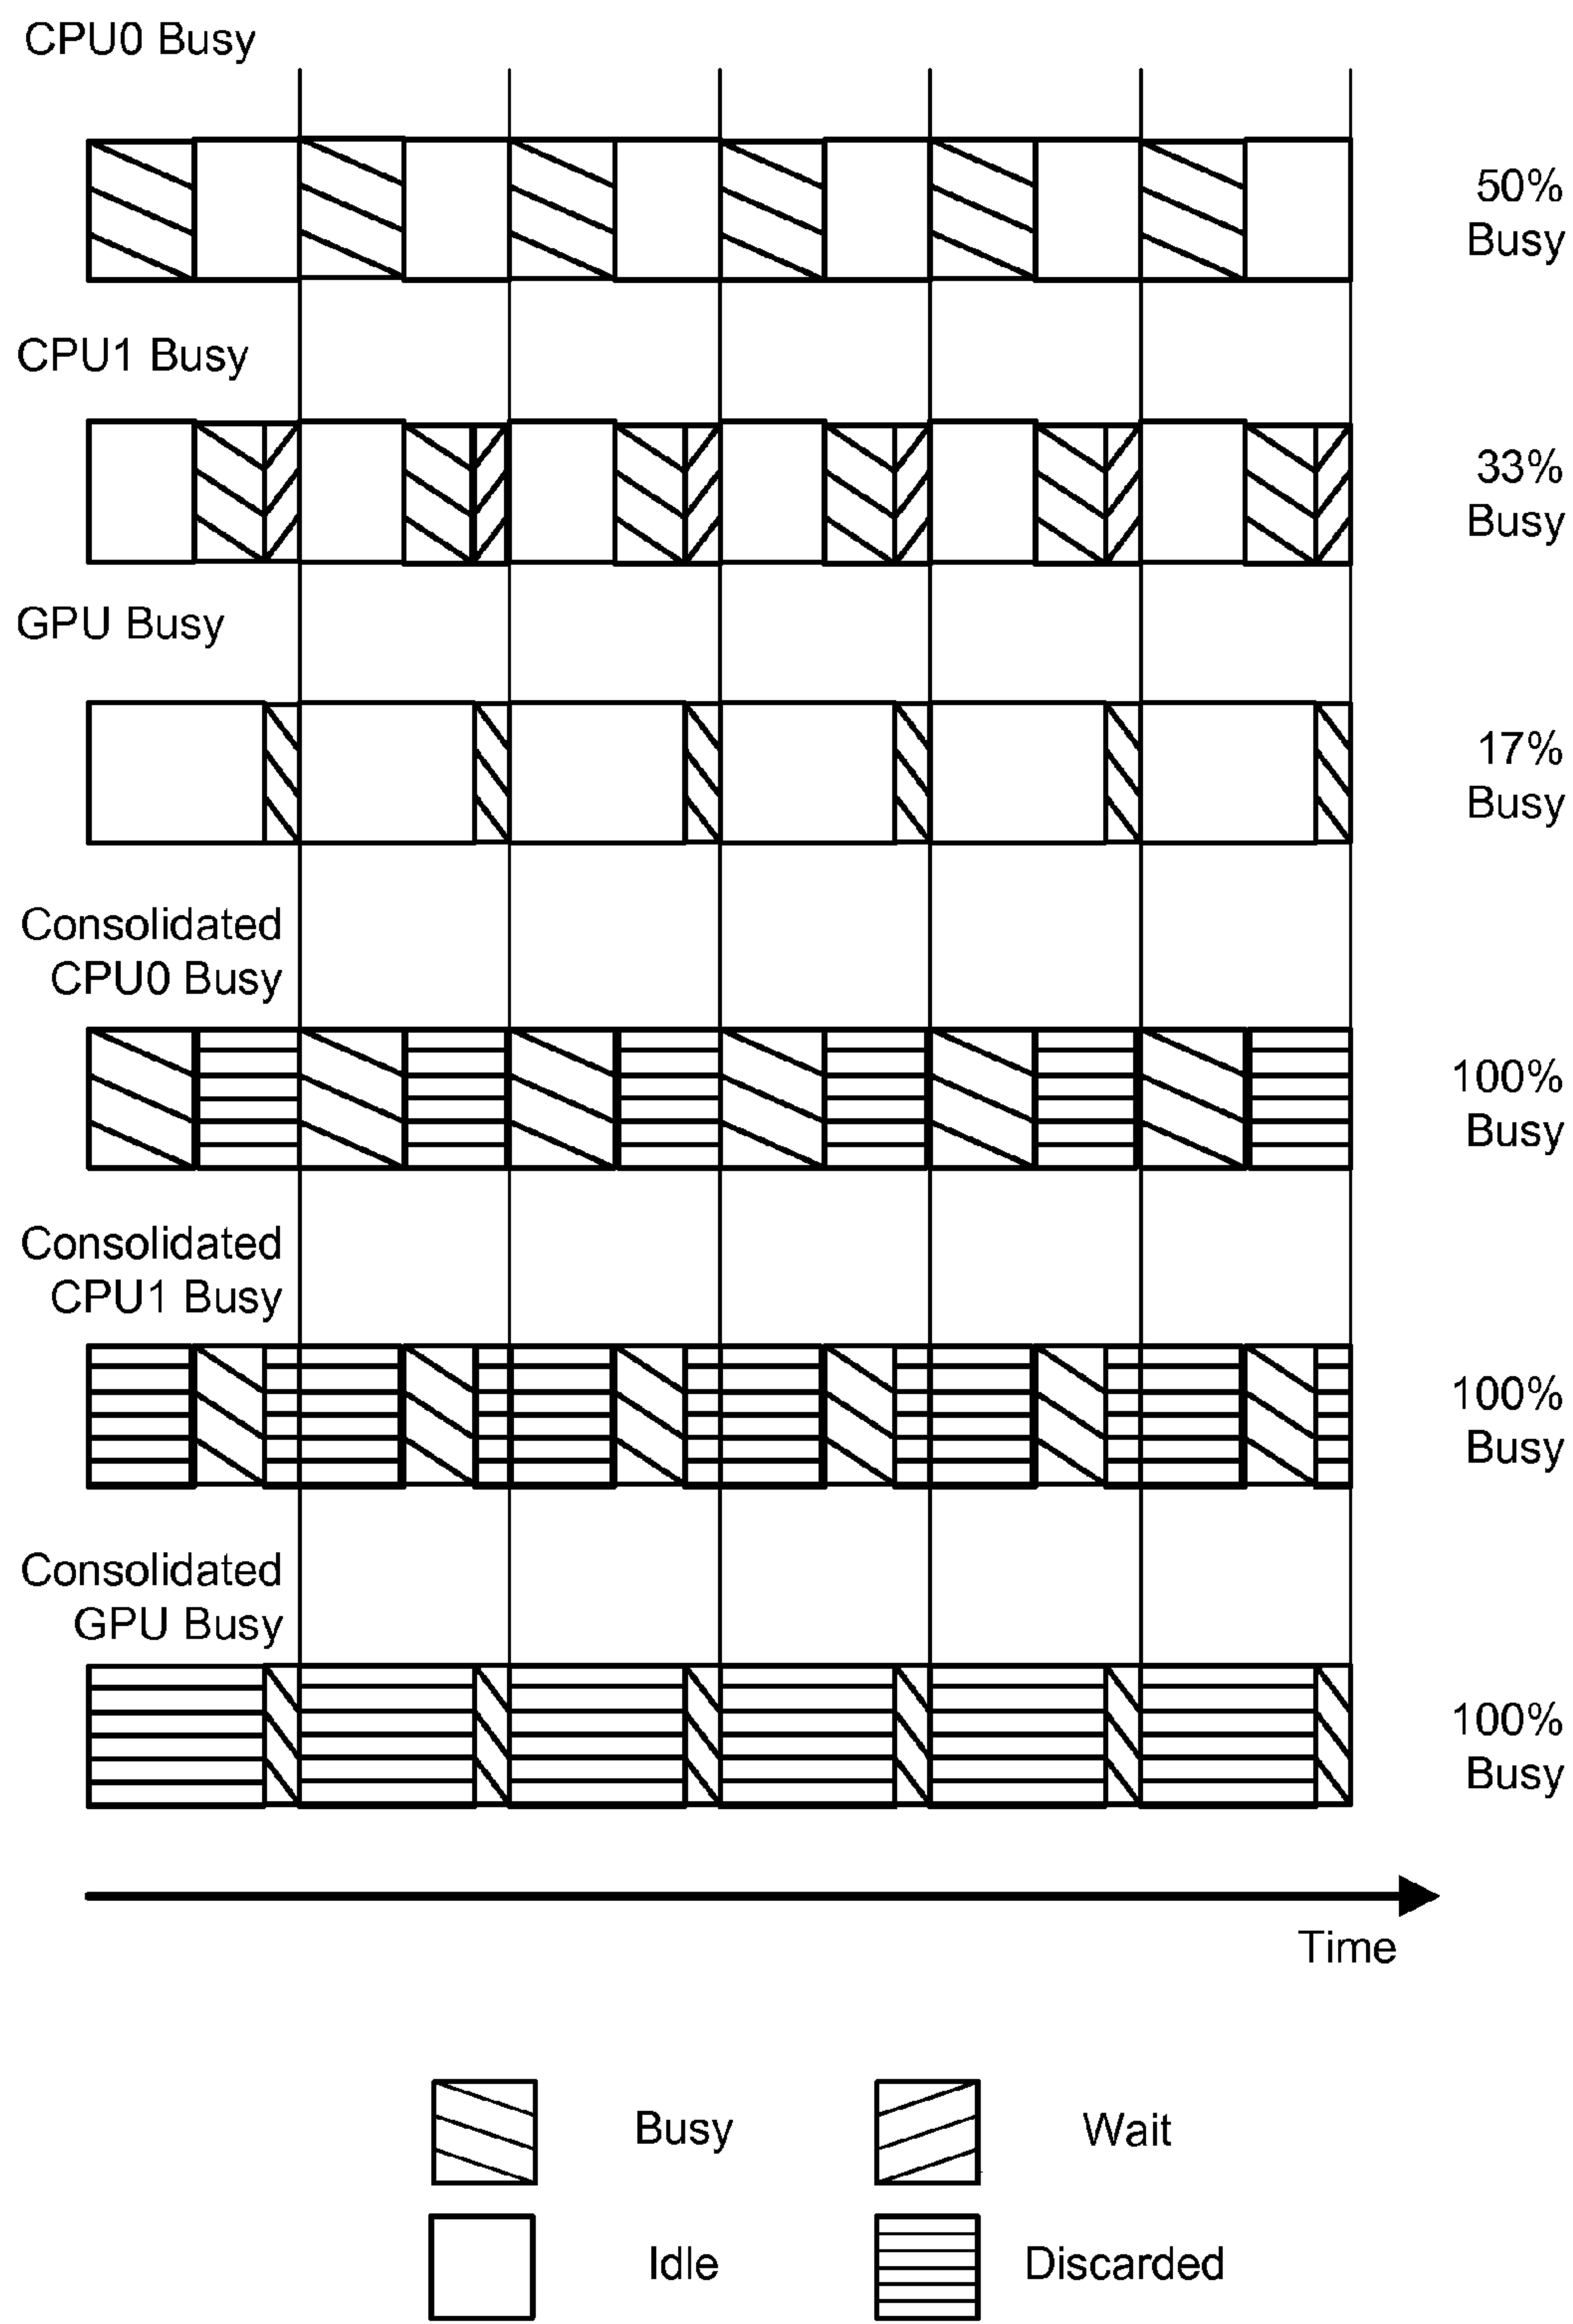 CPU0 Busy
50%
Busy
CPU1 Busy
33%
Busy
GPU Busy
17%
Busy
Consolidated
CPU0 Busy
100%
Busy
Consolidated
CPU1 Busy
100%
Busy
Consolidated
GPU Busy
100%
Busy
Time
Busy
Wait
Idle
Discarded